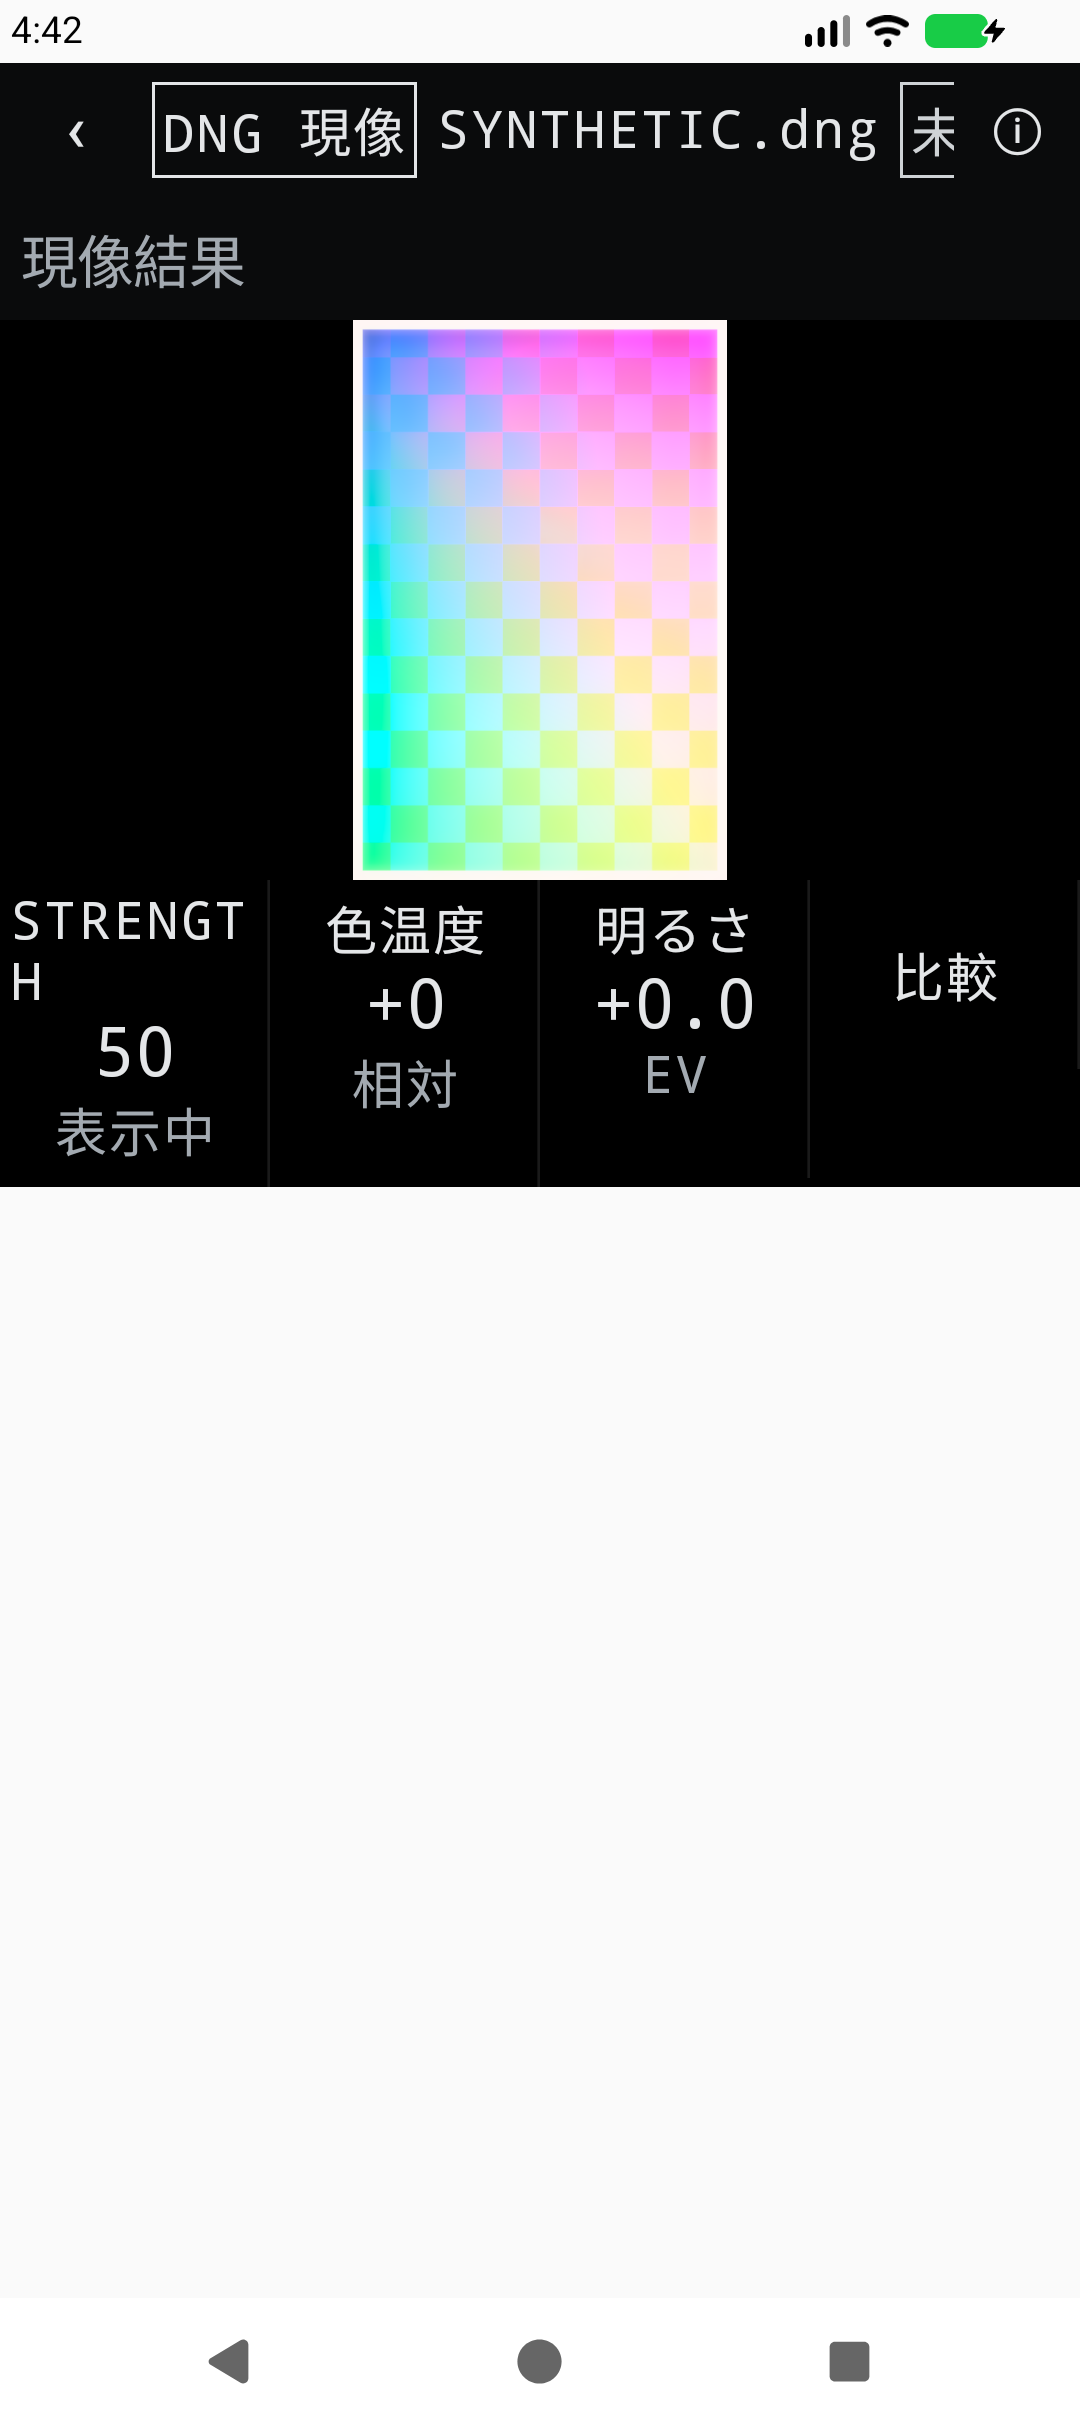 4:42
‹ DNG 現像 SYNTHETIC.dng 未
現像結果
STRENGT
H
50
表示中
色温度
+0
相対
明るさ
+0.0
EV
比較